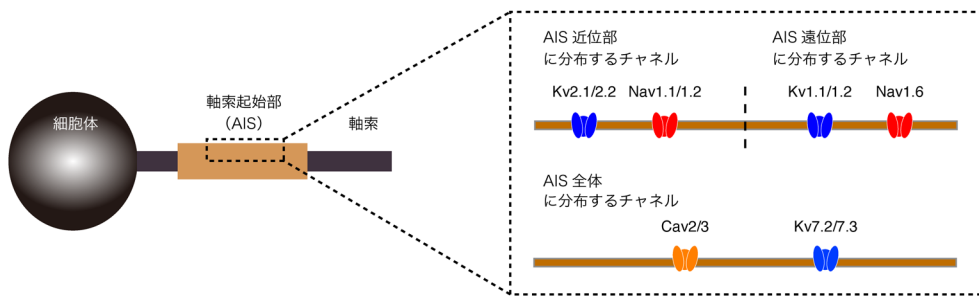 細胞体
軸索起始部
（AIS）
軸索
AIS 近位部
に分布するチャネル
AIS 遠位部
に分布するチャネル
Kv2.1/2.2
Nav1.1/1.2
Kv1.1/1.2
Nav1.6
AIS 全体
に分布するチャネル
Cav2/3
Kv7.2/7.3